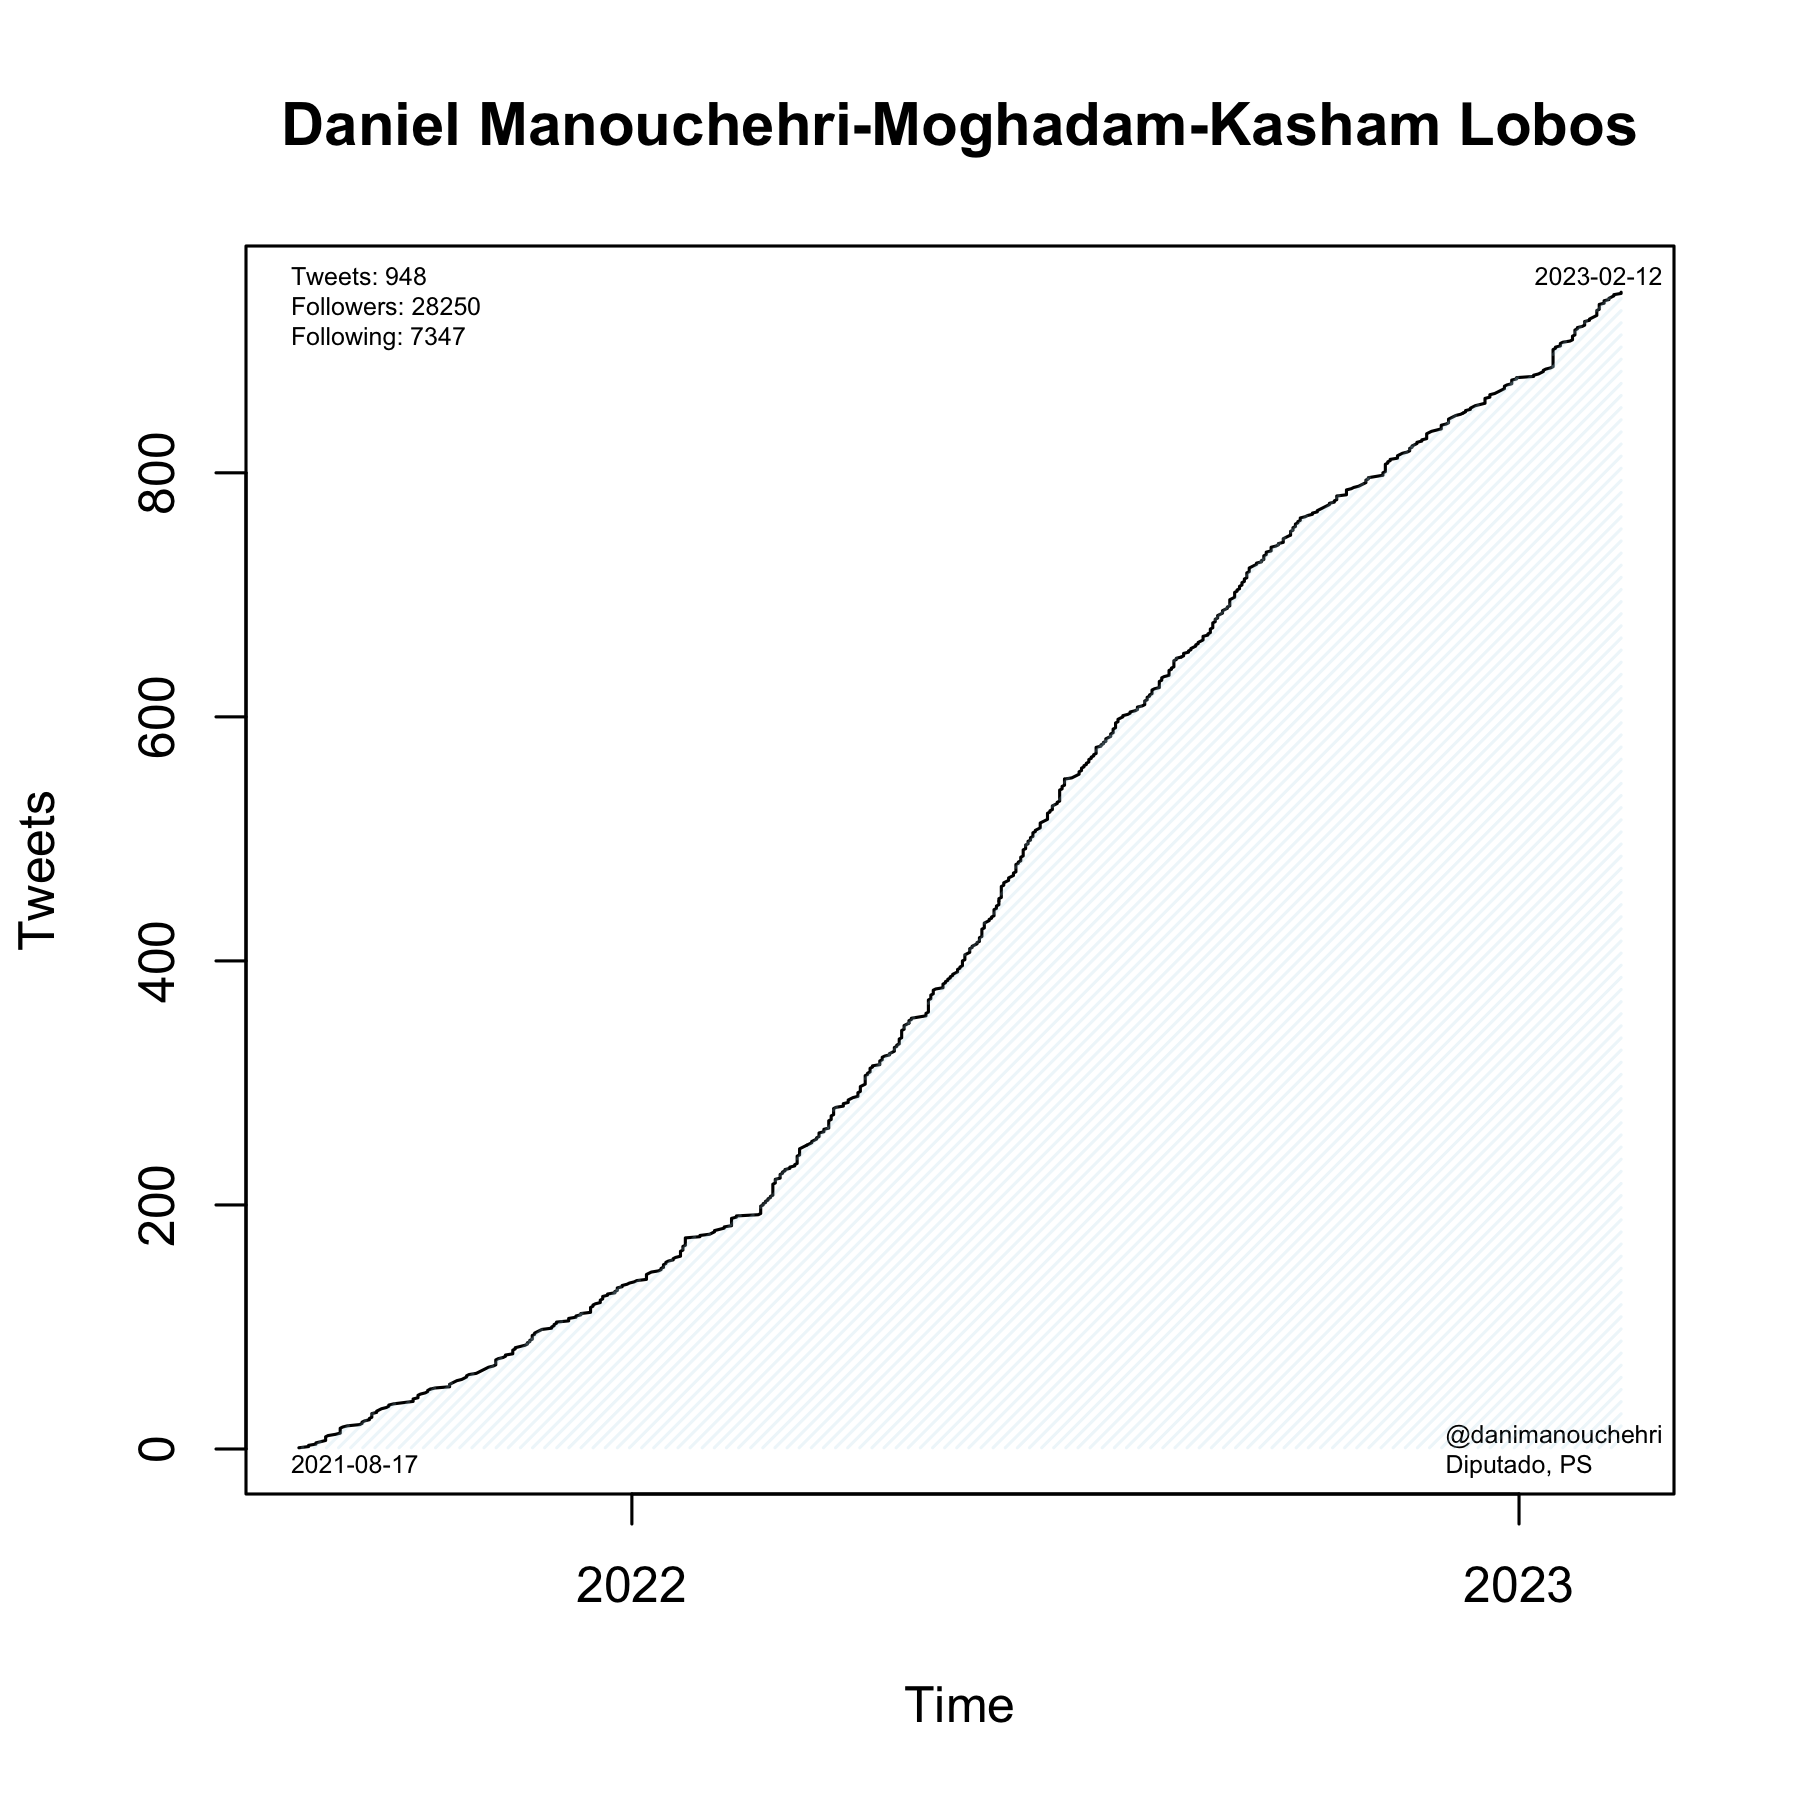 Daniel Manouchehri-Moghadam-Kasham Lobos
Tweets: 948
Followers: 28250
Following: 7347
2023-02-12
800
600
400
200
0
Tweets
2021-08-17
@danimanouchehri
Diputado, PS
2022
2023
Time